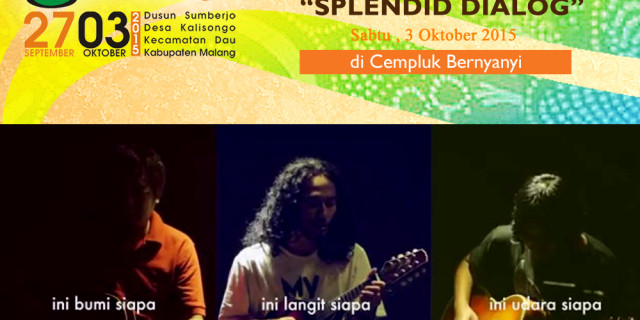 27 SEPTEMBER
03 OKTOBER
2015
Dusun Sumberjo
Desa Kalisongo
Kecamatan Dau
Kabupaten Malang
“SPLENDID DIALOG”
Sabtu , 3 Oktober 2015
di Cempluk Bernyanyi
MY
ini bumi siapa
ini langit siapa
ini udara siapa